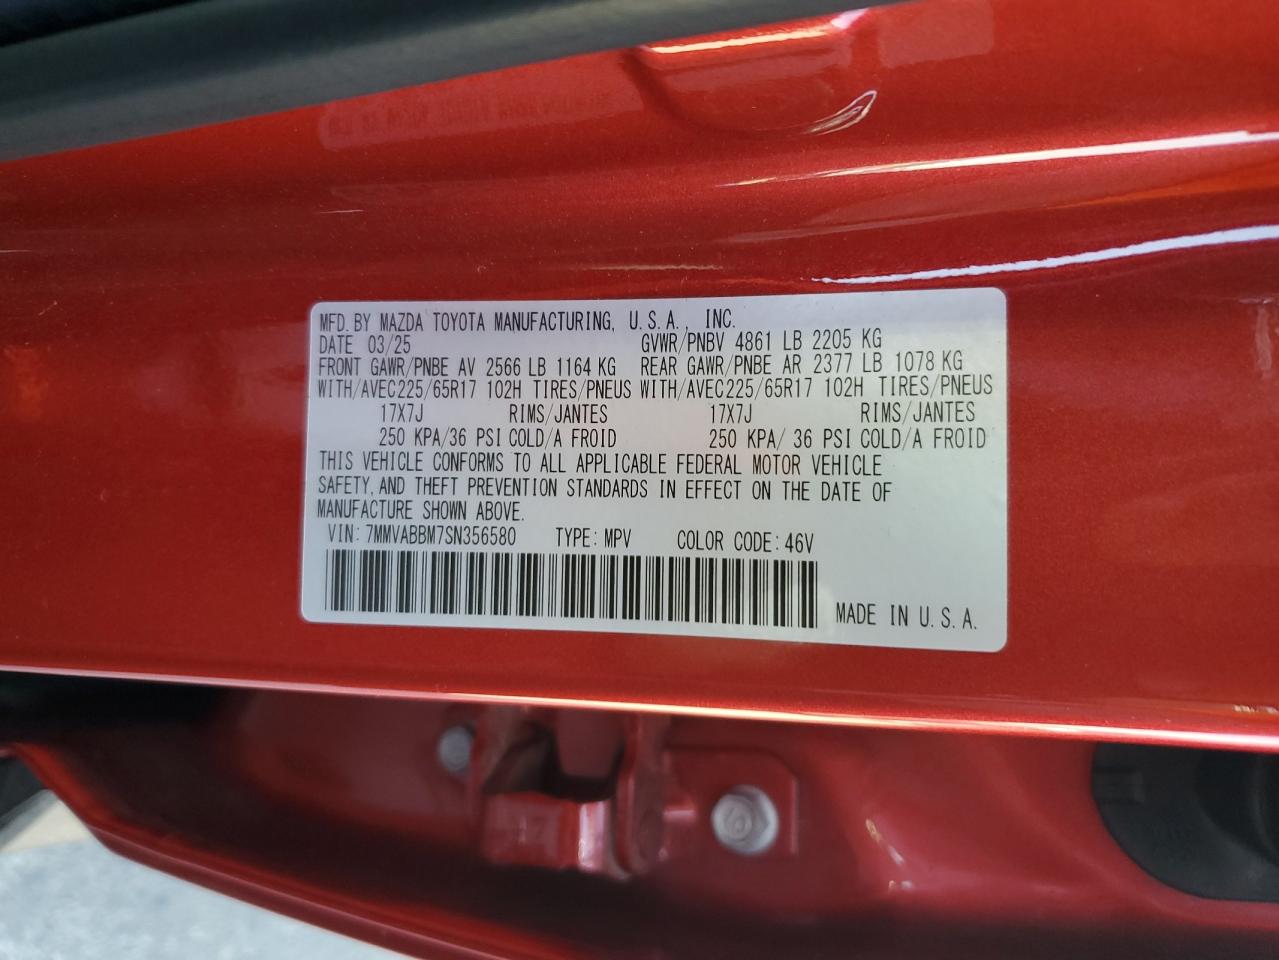 MFD. BY MAZDA TOYOTA MANUFACTURING, U.S.A., INC.
DATE 03/25 GVWR/PNBV 4861 LB 2205 KG
FRONT GAWR/PNBE AV 2566 LB 1164 KG REAR GAWR/PNBE AR 2377 LB 1078 KG
WITH/AVEC225/65R17 102H TIRES/PNEUS WITH/AVEC225/65R17 102H TIRES/PNEUS
17X7J RIMS/JANTES 17X7J RIMS/JANTES
250 KPA/36 PSI COLD/A FROID 250 KPA/ 36 PSI COLD/A FROID
THIS VEHICLE CONFORMS TO ALL APPLICABLE FEDERAL MOTOR VEHICLE
SAFETY, AND THEFT PREVENTION STANDARDS IN EFFECT ON THE DATE OF
MANUFACTURE SHOWN ABOVE.
VIN: 7MMVABBM7SN356580 TYPE: MPV COLOR CODE: 46V
MADE IN U.S.A.